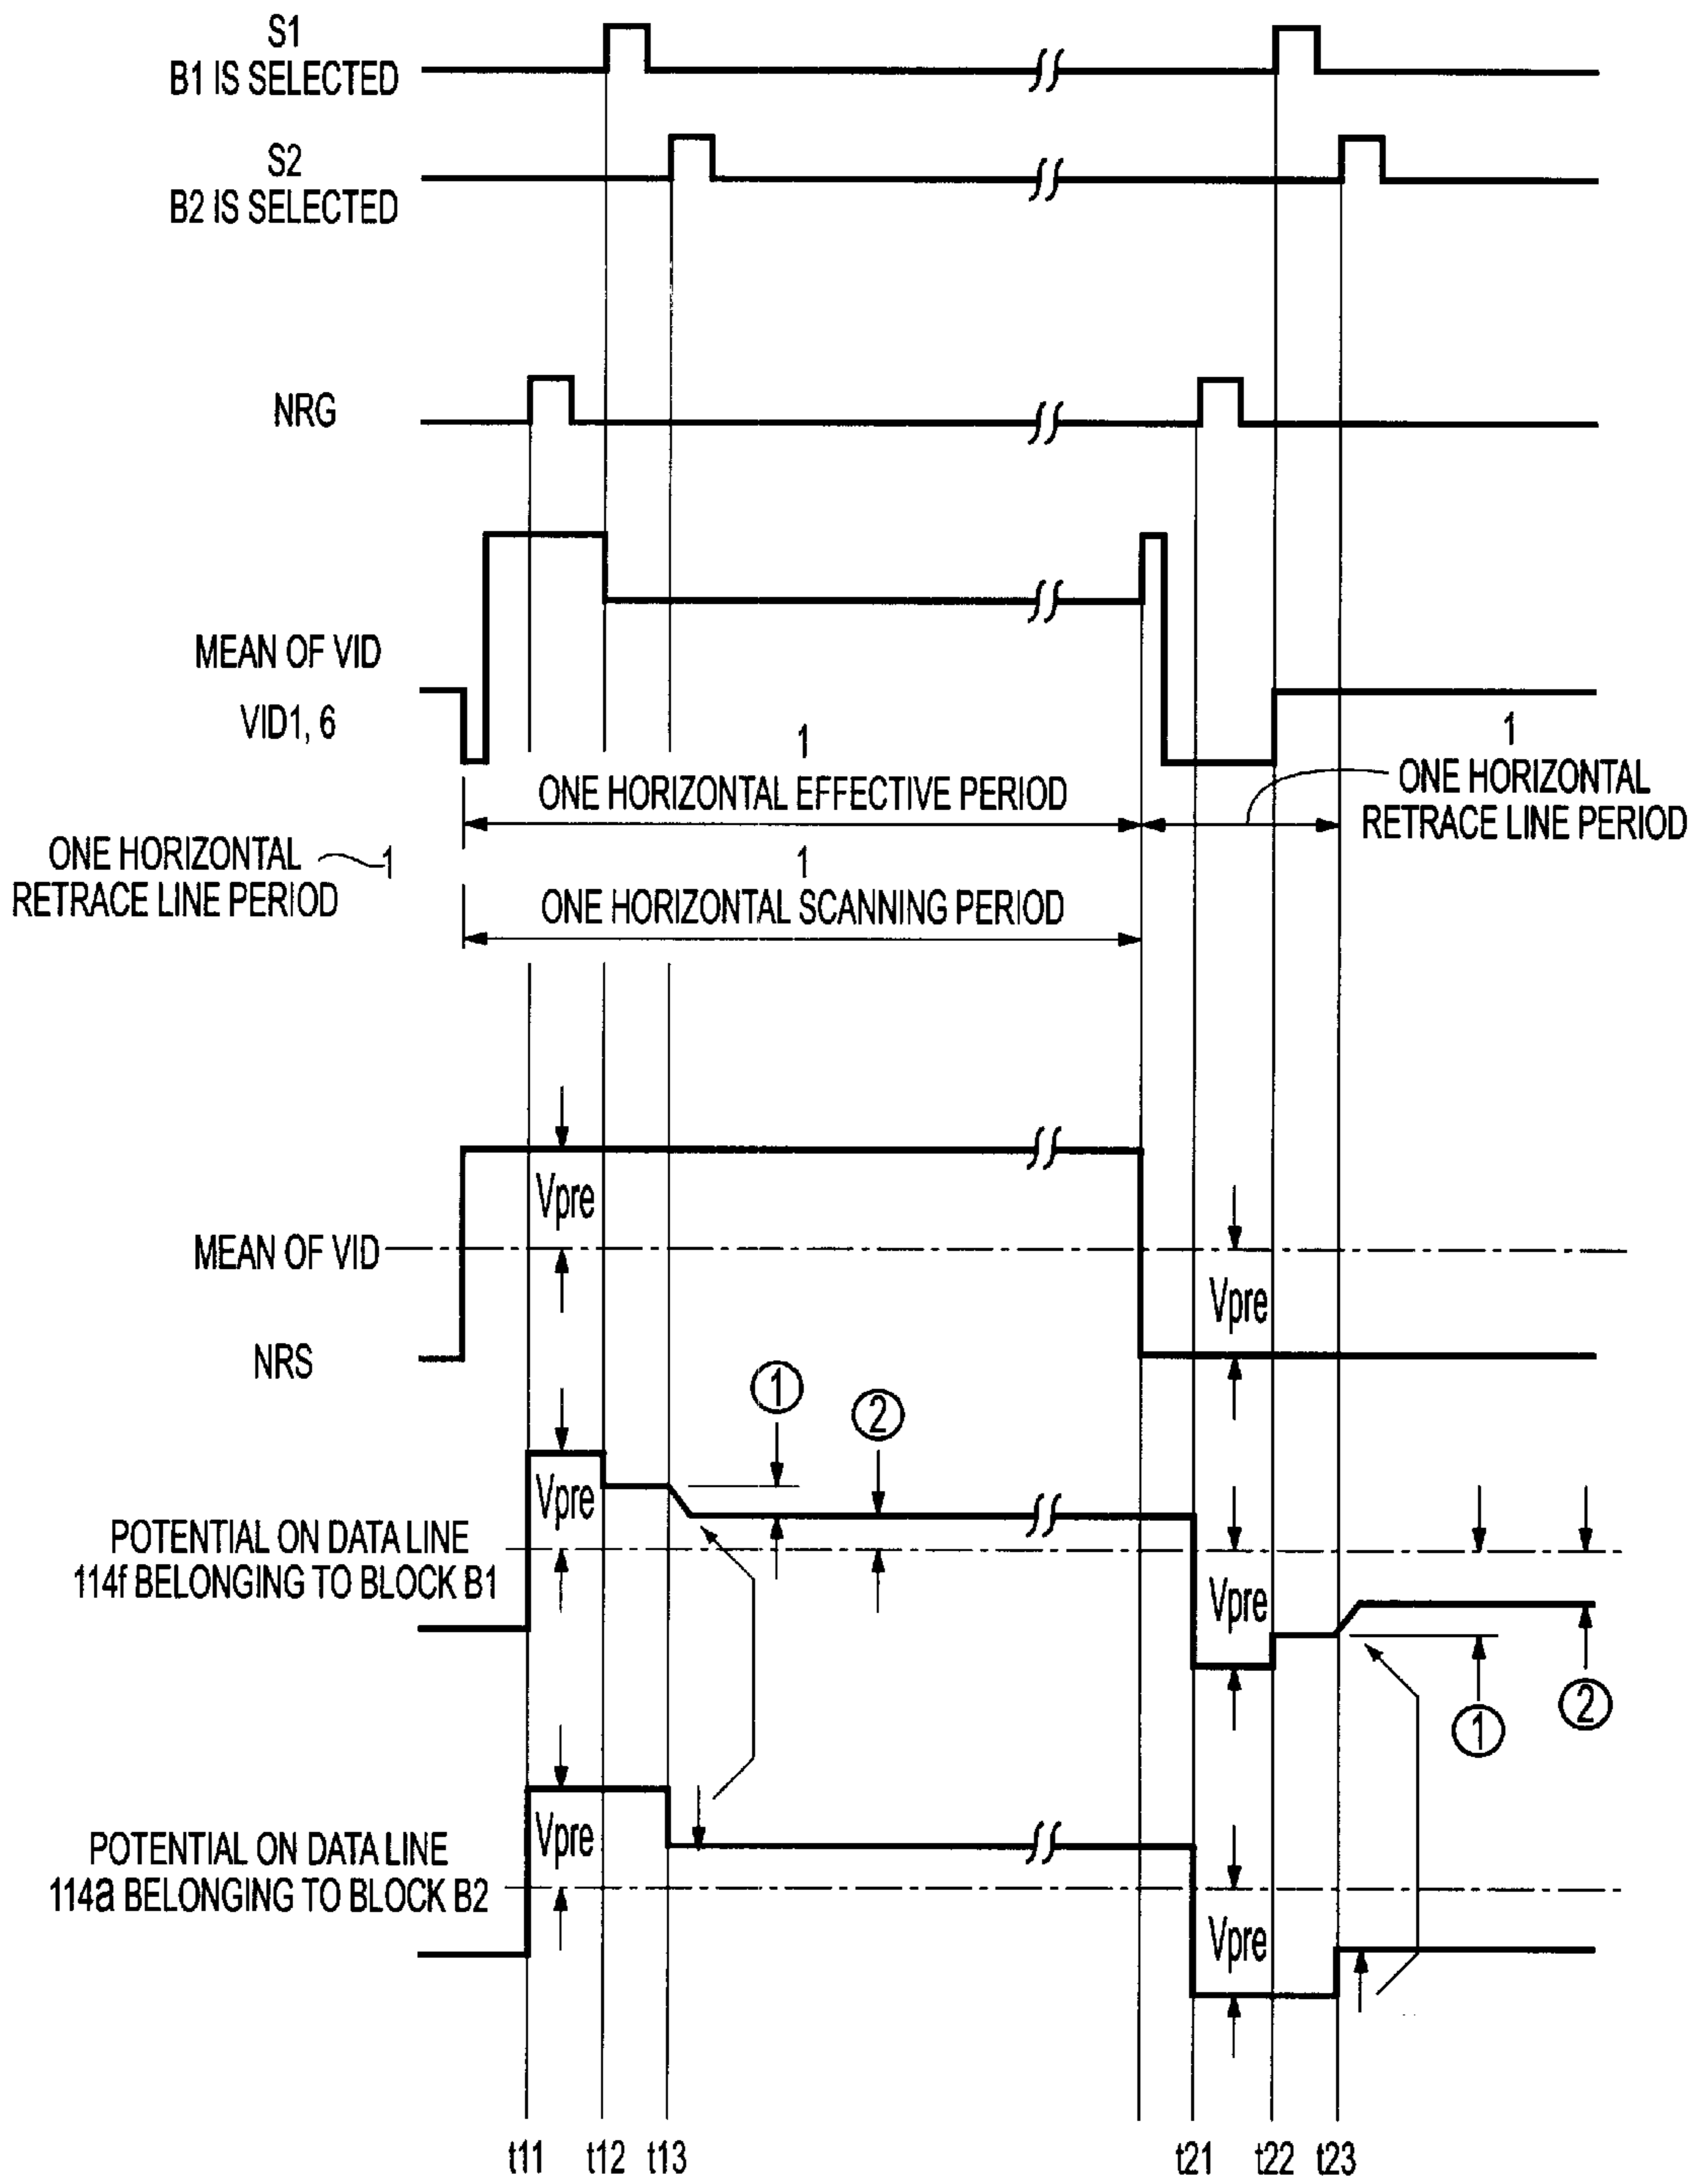 S1
B1 IS SELECTED
S2
B2 IS SELECTED
NRG
MEAN OF VID
VID1, 6
1
ONE HORIZONTAL EFFECTIVE PERIOD
1
ONE HORIZONTAL
RETRACE LINE PERIOD
ONE HORIZONTAL
RETRACE LINE PERIOD
1
1
ONE HORIZONTAL SCANNING PERIOD
Vpre
MEAN OF VID
Vpre
NRS
①
②
Vpre
POTENTIAL ON DATA LINE
114f BELONGING TO BLOCK B1
Vpre
①
②
Vpre
POTENTIAL ON DATA LINE
114a BELONGING TO BLOCK B2
Vpre
t11 t12 t13 t21 t22 t23